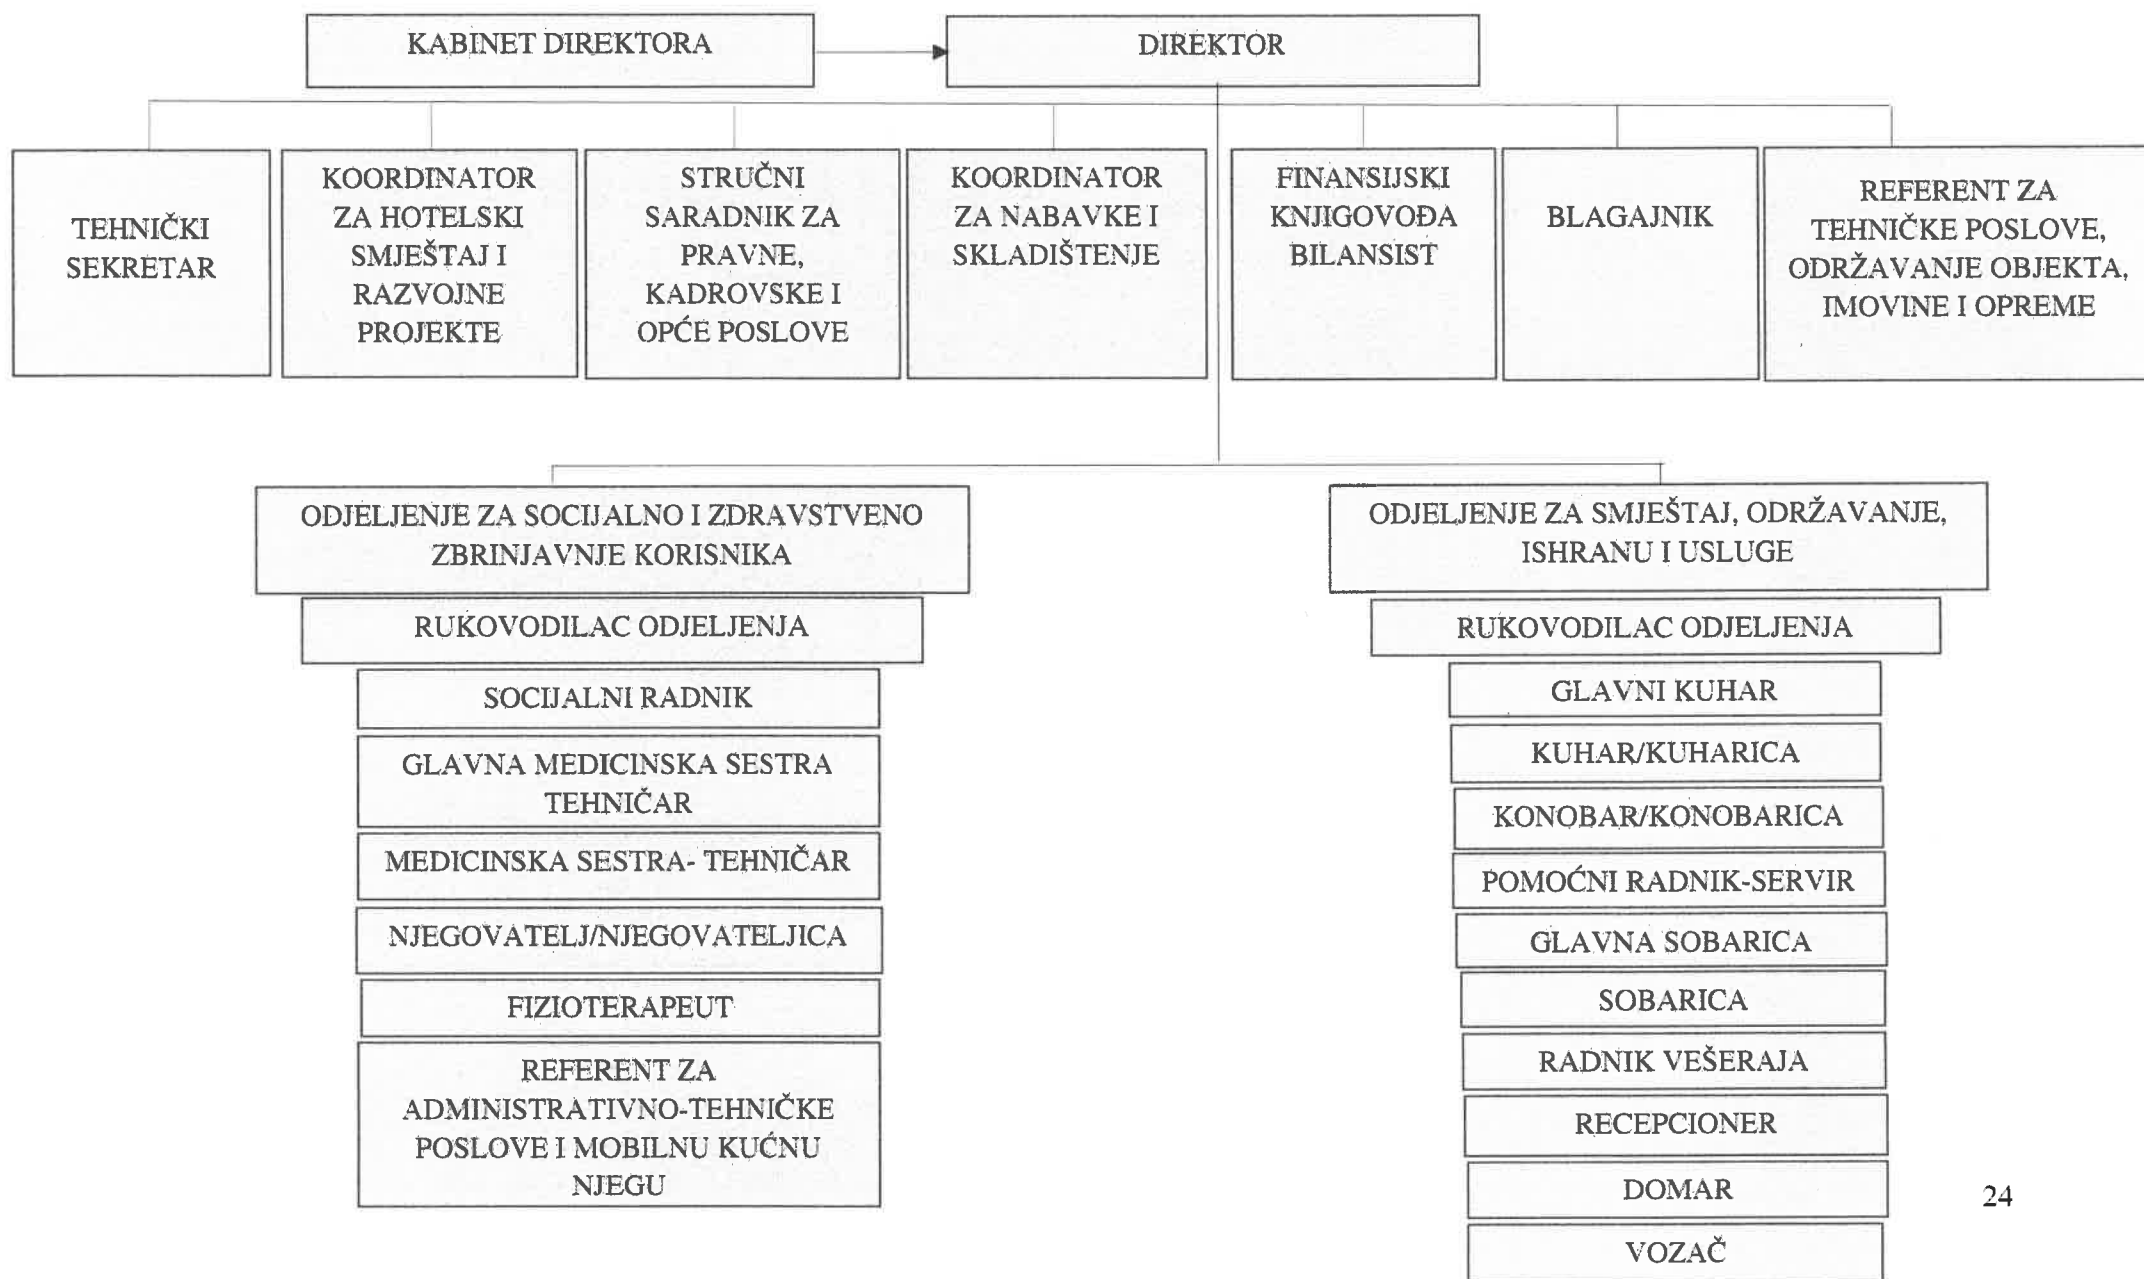 KABINET DIREKTORA
DIREKTOR
TEHNIČKI
SEKRETAR
KOORDINATOR
ZA HOTELSKI
SMJEŠTAJ I
RAZVOJNE
PROJEKTE
STRUČNI
SARADNIK ZA
PRAVNE,
KADROVSKE I
OPĆE POSLOVE
KOORDINATOR
ZA NABAVKE I
SKLADIŠTENJE
FINANSIJSKI
KNJIGOVOĐA
BILANSIST
BLAGAJNIK
REFERENT ZA
TEHNIČKE POSLOVE,
ODRŽAVANJE OBJEKTA,
IMOVINE I OPREME
ODJELJENJE ZA SOCIJALNO I ZDRAVSTVENO
ZBRINJAVNJE KORISNIKA
RUKOVODILAC ODJELJENJA
SOCIJALNI RADNIK
GLAVNA MEDICINSKA SESTRA
TEHNIČAR
MEDICINSKA SESTRA- TEHNIČAR
NJEGOVATELJ/NJEGOVATELJICA
FIZIOTERAPEUT
REFERENT ZA
ADMINISTRATIVNO-TEHNIČKE
POSLOVE I MOBILNU KUĆNU
NJEGU
ODJELJENJE ZA SMJEŠTAJ, ODRŽAVANJE,
ISHRANU I USLUGE
RUKOVODILAC ODJELJENJA
GLAVNI KUHAR
KUHAR/KUHARICA
KONOBAR/KONOBARICA
POMOĆNI RADNIK-SERVIR
GLAVNA SOBARICA
SOBARICA
RADNIK VEŠERAJA
RECEPCIONER
DOMAR
VOZAČ
24